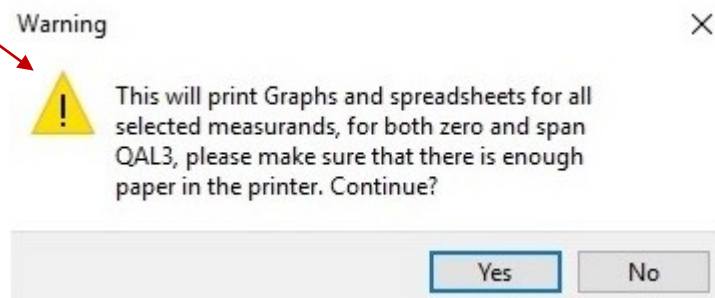 Warning
This will print Graphs and spreadsheets for all
selected measurands, for both zero and span
QAL3, please make sure that there is enough
paper in the printer. Continue?
Yes No